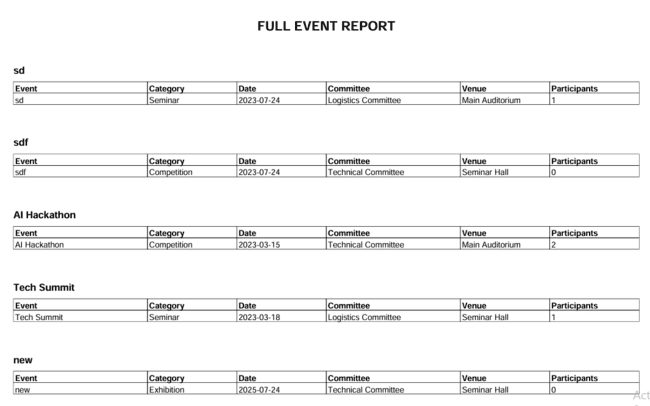 FULL EVENT REPORT
sd
Event Category Date Committee Venue Participants
sd Seminar 2023-07-24 Logistics Committee Main Auditorium 1
sdf
Event Category Date Committee Venue Participants
sdf Competition 2023-07-24 Technical Committee Seminar Hall 0
AI Hackathon
Event Category Date Committee Venue Participants
AI Hackathon Competition 2023-03-15 Technical Committee Main Auditorium 2
Tech Summit
Event Category Date Committee Venue Participants
Tech Summit Seminar 2023-03-18 Logistics Committee Seminar Hall 1
new
Event Category Date Committee Venue Participants
new Exhibition 2025-07-24 Technical Committee Seminar Hall 0
Act